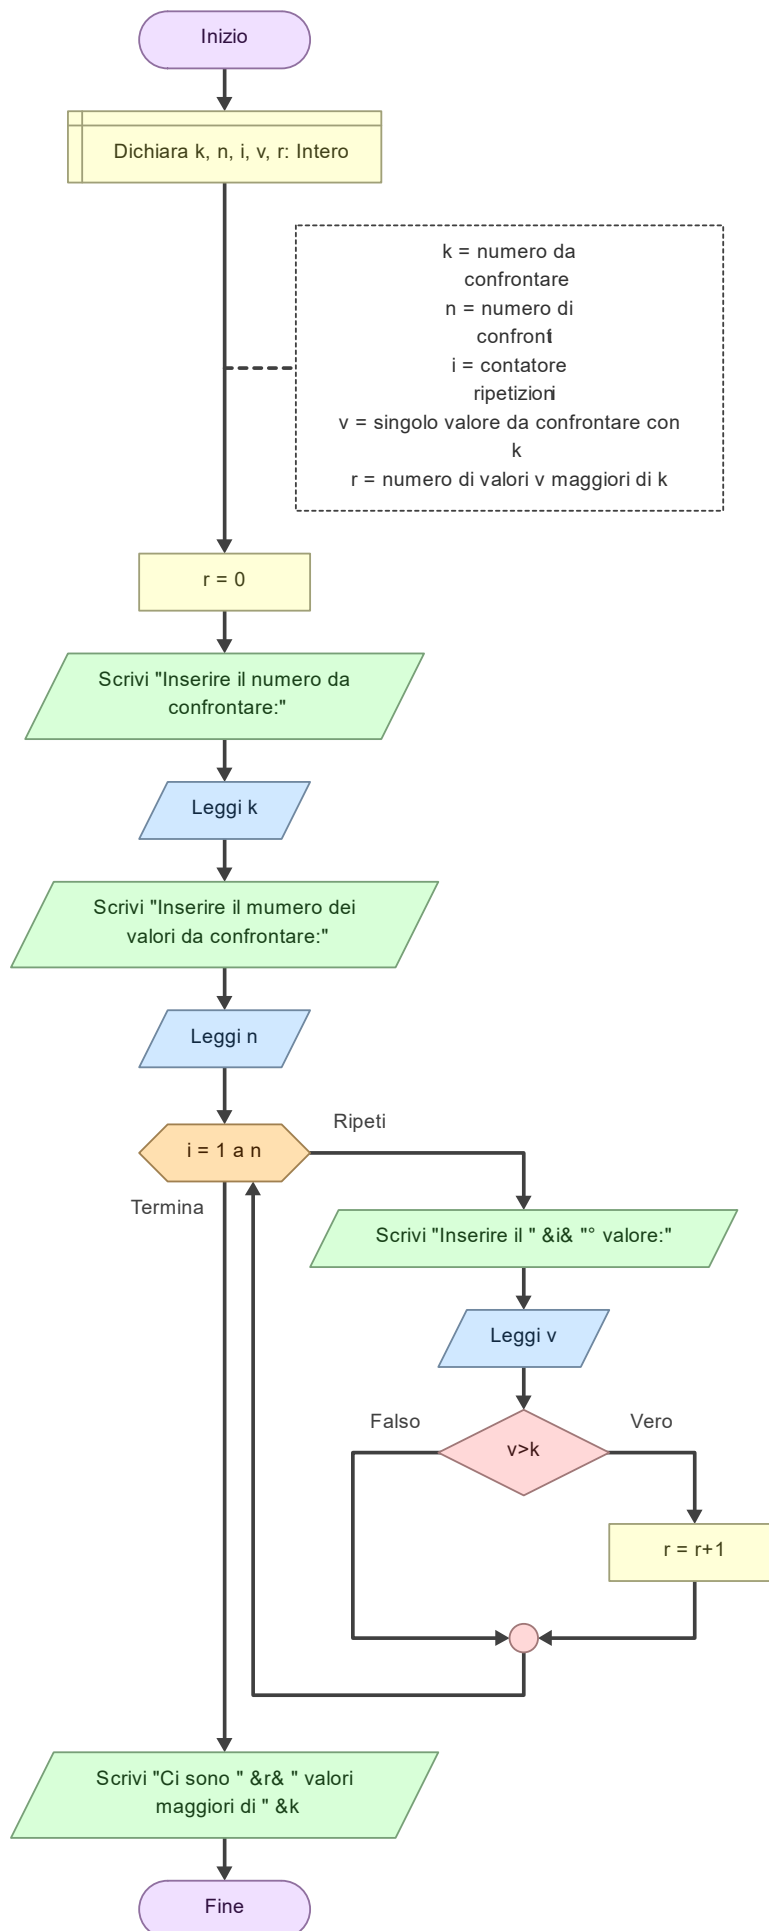 Inizio
Dichiara k, n, i, v, r: Intero
k = numero da
confrontare
n = numero di
confronti
i = contatore
ripetizioni
v = singolo valore da confrontare con
k
r = numero di valori v maggiori di k
r = 0
Scrivi "Inserire il numero da
confrontare:"
Leggi k
Scrivi "Inserire il mumero dei
valori da confrontare:"
Leggi n
i = 1 a n
Ripeti
Termina
Scrivi "Inserire il " &i& "° valore:"
Leggi v
Falso
v>k
Vero
r = r+1
Scrivi "Ci sono " &r& " valori
maggiori di " &k
Fine